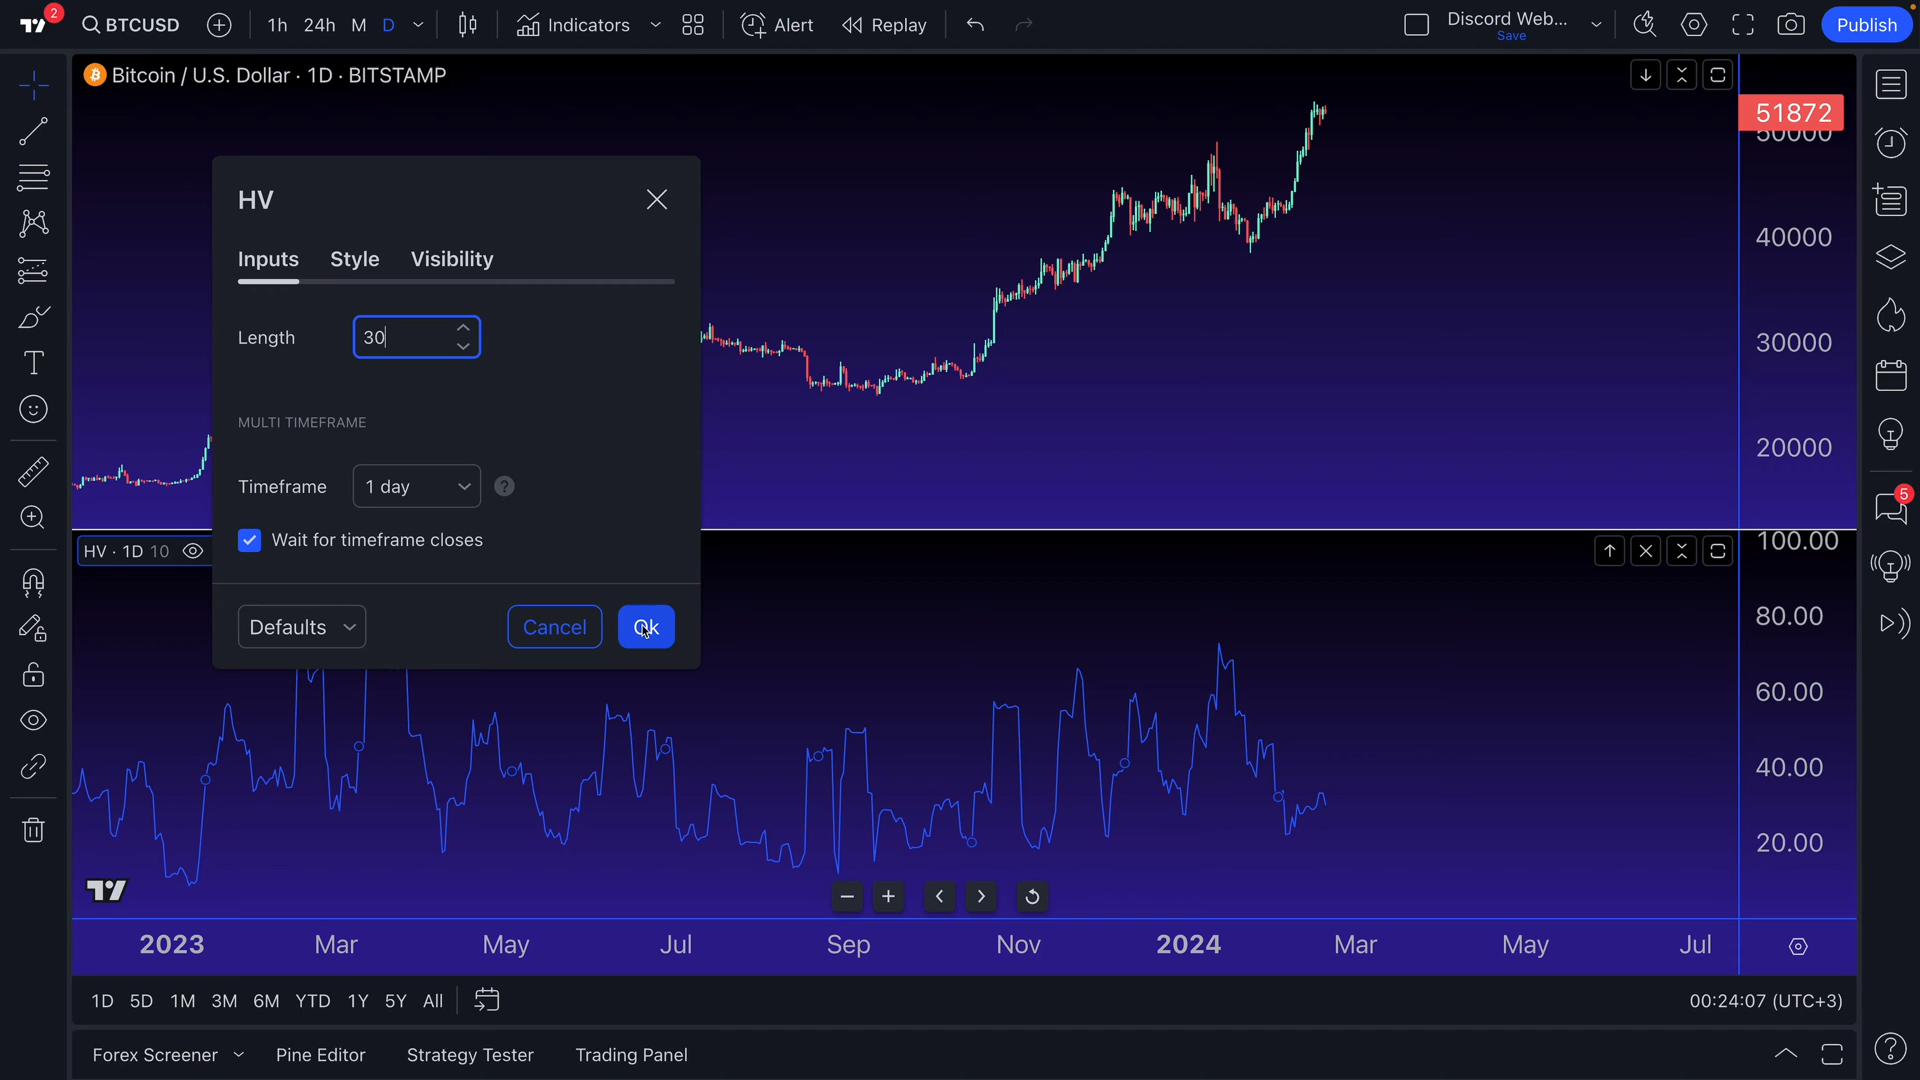 2
BTCUSD
1h 24h M D
Indicators
Alert
Replay
Discord Web...
Save
Publish
Bitcoin / U.S. Dollar · 1D · BITSTAMP
51872
50000
40000
30000
20000
HV
Inputs Style Visibility
Length 30
MULTI TIMEFRAME
Timeframe 1 day ?
Wait for timeframe closes
Defaults Cancel Ok
HV · 1D 10
5
100.00
80.00
60.00
40.00
20.00
2023 Mar May Jul Sep Nov 2024 Mar May Jul
1D 5D 1M 3M 6M YTD 1Y 5Y All
00:24:07 (UTC+3)
Forex Screener Pine Editor Strategy Tester Trading Panel